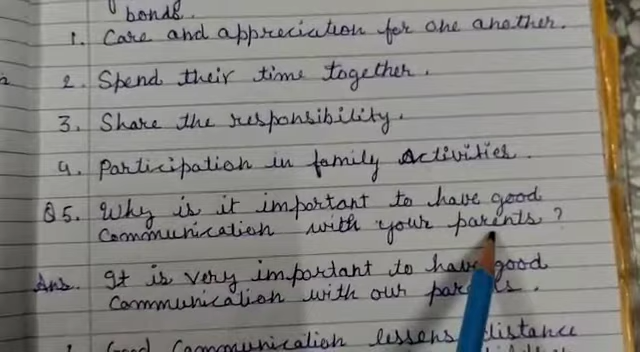 bonds.
1. Care and appreciation for one another.
2. Spend their time together.
3. Share the responsibility.
4. Participation in family Activities.
Q5. Why is it important to have good
communication with your parents?
Ans. It is very important to have good
communication with our
1. Good Communication lessens distance